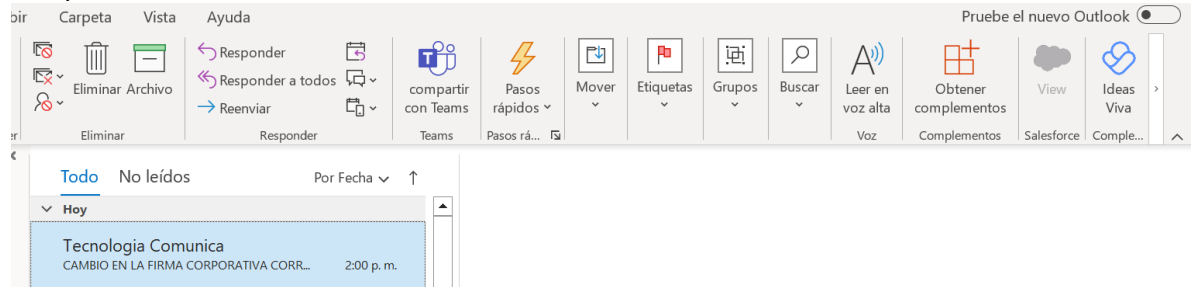 bir Carpeta Vista Ayuda Pruebe el nuevo Outlook
Eliminar Archivo
Responder
Responder a todos
Reenviar
compartir
con Teams
Pasos
rápidos
Mover
Etiquetas
Grupos
Buscar
Leer en
voz alta
Obtener
complementos
View
Ideas
Viva
er Eliminar Responder Teams Pasos rá... Voz Complementos Salesforce Comple...
Todo No leídos Por Fecha ↑
Hoy
Tecnologia Comunica
CAMBIO EN LA FIRMA CORPORATIVA CORR... 2:00 p. m.